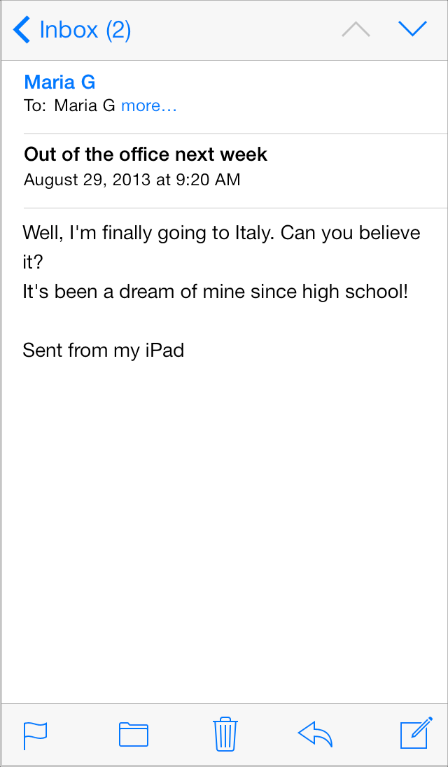 Inbox (2)
Maria G
To: Maria G more...
Out of the office next week
August 29, 2013 at 9:20 AM
Well, I'm finally going to Italy. Can you believe
it?
It's been a dream of mine since high school!
Sent from my iPad